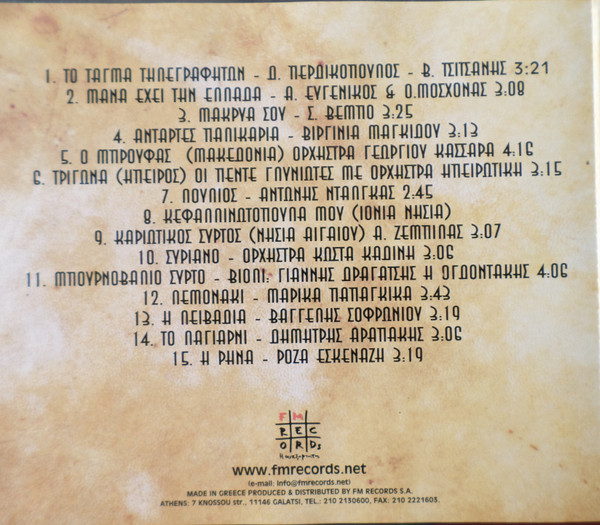 1. ΤΟ ΤΑΓΜΑ ΤΗΛΕΓΡΑΦΗΤΩΝ - Δ. ΠΕΡΔΙΚΟΠΟΥΛΟΣ - Β. ΤΣΙΤΣΑΝΗΣ 3:21
2. ΜΑΝΑ ΕΧΕΙ ΤΗΝ ΕΛΛΑΔΑ - Α. ΕΥΓΕΝΙΚΟΣ & Ο.ΜΟΣΧΟΝΑΣ 3:08
3. ΜΑΚΡΥΑ ΣΟΥ - Σ. ΒΕΜΠΟ 3:25
4. ΑΝΤΑΡΤΕΣ ΠΑΛΙΚΑΡΙΑ - ΒΙΡΓΙΝΙΑ ΜΑΓΚΙΔΟΥ 3:13
5. Ο ΜΠΡΟΥΦΑΣ (ΜΑΚΕΔΟΝΙΑ) ΟΡΧΗΣΤΡΑ ΓΕΩΡΓΙΟΥ ΚΑΣΣΑΡΑ 4:16
6. ΤΡΙΓΩΝΑ (ΗΠΕΙΡΟΣ) ΟΙ ΠΕΝΤΕ ΓΛΥΝΙΩΤΕΣ ΜΕ ΟΡΧΗΣΤΡΑ ΗΠΕΙΡΩΤΙΚΗ 3:15
7. ΛΟΥΛΙΟΣ - ΑΝΤΩΝΗΣ ΝΤΑΛΓΚΑΣ 2:45
8. ΚΕΦΑΛΛΙΝΩΤΟΠΟΥΛΑ ΜΟΥ (ΙΟΝΙΑ ΝΗΣΙΑ)
9. ΚΑΡΙΩΤΙΚΟΣ ΣΥΡΤΟΣ (ΝΗΣΙΑ ΑΙΓΑΙΟΥ) Α. ΖΕΜΠΙΛΑΣ 3:07
10. ΣΥΡΙΑΝΟ - ΟΡΧΗΣΤΡΑ ΚΩΣΤΑ ΚΑΔΙΝΗ 3:06
11. ΜΠΟΥΡΝΟΒΑΛΙΟ ΣΥΡΤΟ - ΒΙΟΛΙ: ΓΙΑΝΝΗΣ ΔΡΑΓΑΤΣΗΣ Η ΟΓΔΟΝΤΑΚΗΣ 4:06
12. ΛΕΜΟΝΑΚΙ - ΜΑΡΙΚΑ ΠΑΠΑΓΚΙΚΑ 3:43
13. Η ΛΕΙΒΑΔΙΑ - ΒΑΓΓΕΛΗΣ ΣΩΦΡΩΝΙΟΥ 3:19
14. ΤΟ ΛΑΓΙΑΡΝΙ - ΔΗΜΗΤΡΗΣ ΑΡΑΠΑΚΗΣ 3:06
15. Η ΡΗΝΑ - ΡΟΖΑ ΕΣΚΕΝΑΖΗ 3:19
FM
REC
ORDs
www.fmrecords.net
(e-mail: info@fmrecords.net)
MADE IN GREECE PRODUCED & DISTRIBUTED BY FM RECORDS S.A.
ATHENS: 7 KNOSSOU str., 11146 GALATSI, TEL.: 210 2130600, FAX: 210 2221603.